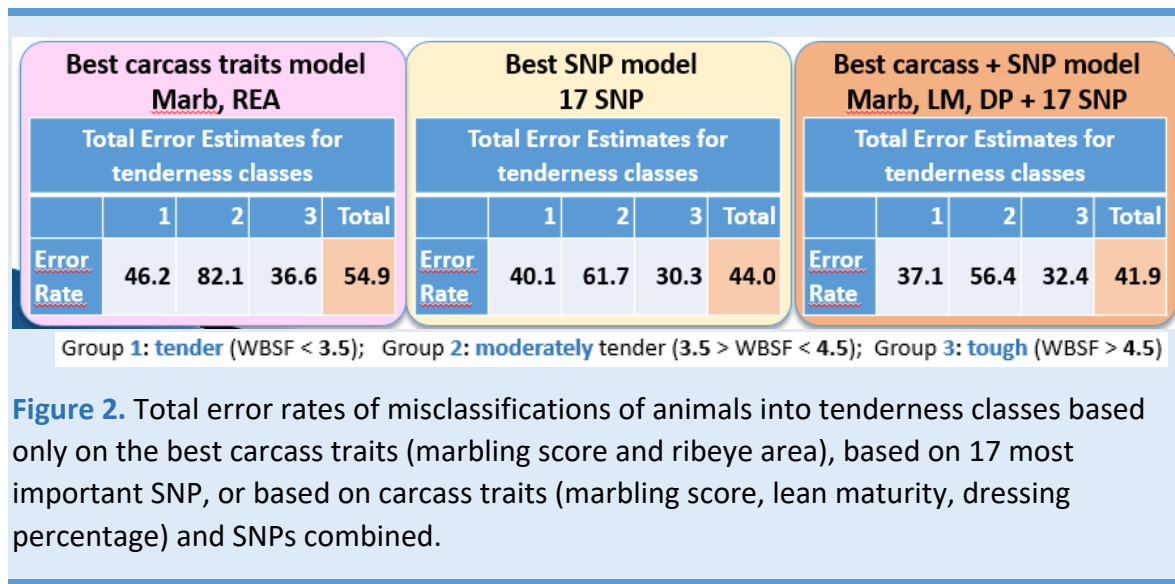 Best carcass traits model
Marb, REA
Total Error Estimates for
tenderness classes
1 2 3 Total
Error
Rate
46.2 82.1 36.6 54.9
Best SNP model
17 SNP
Total Error Estimates for
tenderness classes
1 2 3 Total
Error
Rate
40.1 61.7 30.3 44.0
Best carcass + SNP model
Marb, LM, DP + 17 SNP
Total Error Estimates for
tenderness classes
1 2 3 Total
Error
Rate
37.1 56.4 32.4 41.9
Group 1: tender (WBSF < 3.5); Group 2: moderately tender (3.5 > WBSF < 4.5); Group 3: tough (WBSF > 4.5)
Figure 2. Total error rates of misclassifications of animals into tenderness classes based
only on the best carcass traits (marbling score and ribeye area), based on 17 most
important SNP, or based on carcass traits (marbling score, lean maturity, dressing
percentage) and SNPs combined.